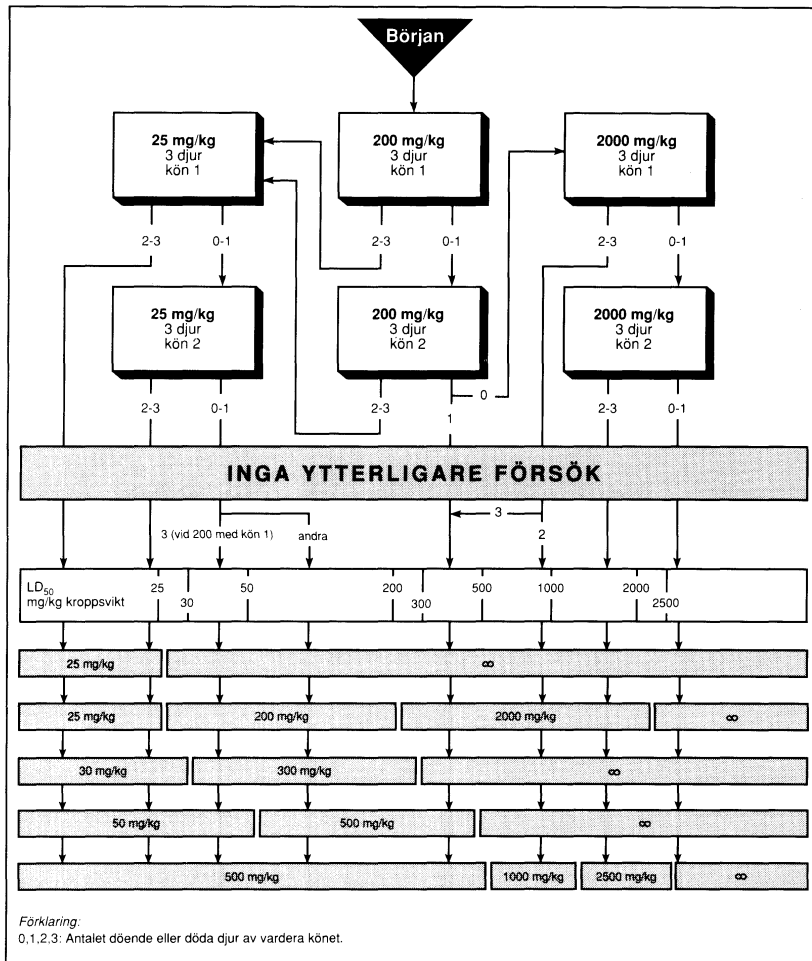 Början
25 mg/kg
3 djur
kön 1
200 mg/kg
3 djur
kön 1
2000 mg/kg
3 djur
kön 1
2-3 0-1 2-3 0-1 2-3 0-1
25 mg/kg
3 djur
kön 2
200 mg/kg
3 djur
kön 2
2000 mg/kg
3 djur
kön 2
0
2-3 0-1 2-3 1 2-3 0-1
INGA YTTERLIGARE FÖRSÖK
3
3 (vid 200 med kön 1) andra 2
LD50 25 50 200 500 1000 2000
mg/kg kroppsvikt 30 300 2500
25 mg/kg ∞
25 mg/kg 200 mg/kg 2000 mg/kg ∞
30 mg/kg 300 mg/kg ∞
50 mg/kg 500 mg/kg ∞
500 mg/kg 1000 mg/kg 2500 mg/kg ∞
Förklaring:
0,1,2,3: Antalet döende eller döda djur av vardera könet.